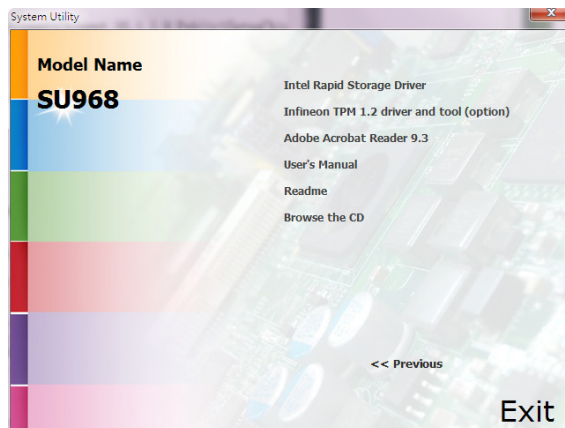 System Utility
Model Name
SU968
Intel Rapid Storage Driver
Infineon TPM 1.2 driver and tool (option)
Adobe Acrobat Reader 9.3
User's Manual
Readme
Browse the CD
<< Previous
Exit